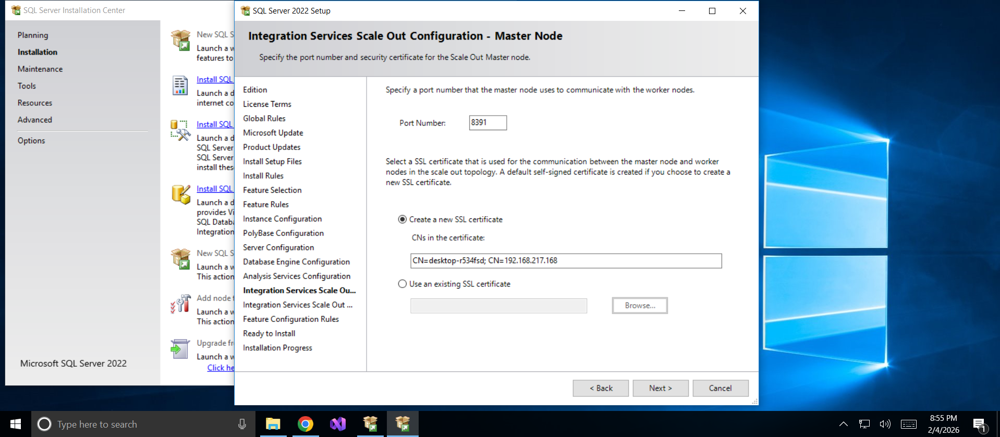 SQL Server Installation Center
Planning
Installation
Maintenance
Tools
Resources
Advanced
Options
Microsoft SQL Server 2022
New SQL S
Launch a w
features to
Install SQL
Launch a d
internet co
Install SQL
Launch a d
SQL Server
SQL Server
install these
Install SQL
Launch a d
provides Vi
SQL Databa
Integration
New SQL S
Launch a w
This action
Add node t
Launch a w
This action
Upgrade fr
Launch a w
Click he
SQL Server 2022 Setup
Integration Services Scale Out Configuration - Master Node
Specify the port number and security certificate for the Scale Out Master node.
Edition
License Terms
Global Rules
Microsoft Update
Product Updates
Install Setup Files
Install Rules
Feature Selection
Feature Rules
Instance Configuration
PolyBase Configuration
Server Configuration
Database Engine Configuration
Analysis Services Configuration
Integration Services Scale Ou...
Integration Services Scale Out ...
Feature Configuration Rules
Ready to Install
Installation Progress
Specify a port number that the master node uses to communicate with the worker nodes.
Port Number: 8391
Select a SSL certificate that is used for the communication between the master node and worker
nodes in the scale out topology. A default self-signed certificate is created if you choose to create a
new SSL certificate.
Create a new SSL certificate
CNs in the certificate:
CN=desktop-r534fsd; CN=192.168.217.168
Use an existing SSL certificate
Browse...
< Back
Next >
Cancel
Type here to search
8:55 PM
2/4/2026
1